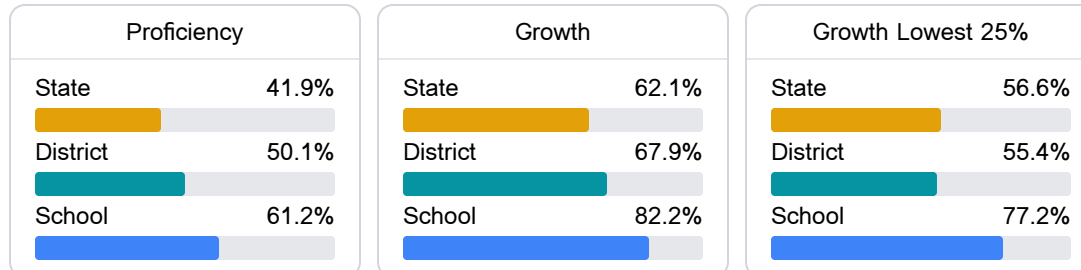 Proficiency
State 41.9%
District 50.1%
School 61.2%
Growth
State 62.1%
District 67.9%
School 82.2%
Growth Lowest 25%
State 56.6%
District 55.4%
School 77.2%